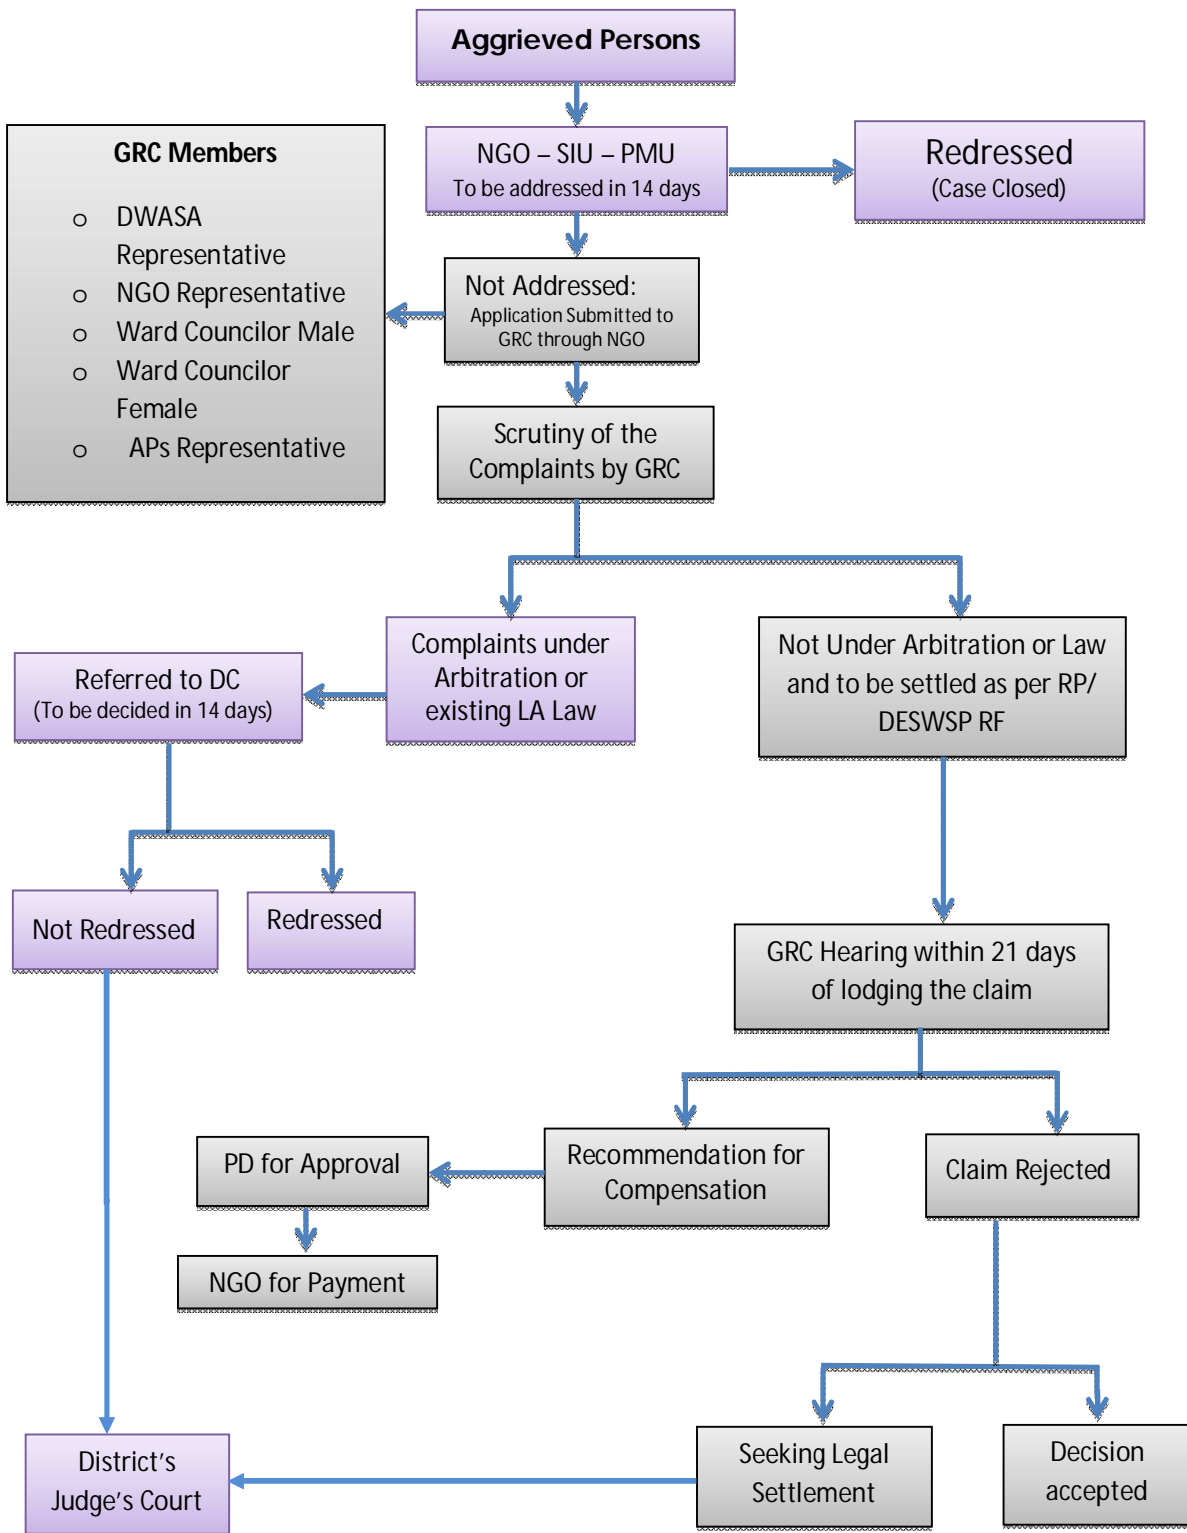 Aggrieved Persons
NGO – SIU – PMU
To be addressed in 14 days
Redressed
(Case Closed)
GRC Members
o DWASA
Representative
o NGO Representative
o Ward Councilor Male
o Ward Councilor
Female
o APs Representative
Not Addressed:
Application Submitted to
GRC through NGO
Scrutiny of the
Complaints by GRC
Complaints under
Arbitration or
existing LA Law
Not Under Arbitration or Law
and to be settled as per RP/
DESWSP RF
Referred to DC
(To be decided in 14 days)
Not Redressed
Redressed
GRC Hearing within 21 days
of lodging the claim
PD for Approval
Recommendation for
Compensation
Claim Rejected
NGO for Payment
District's
Judge's Court
Seeking Legal
Settlement
Decision
accepted